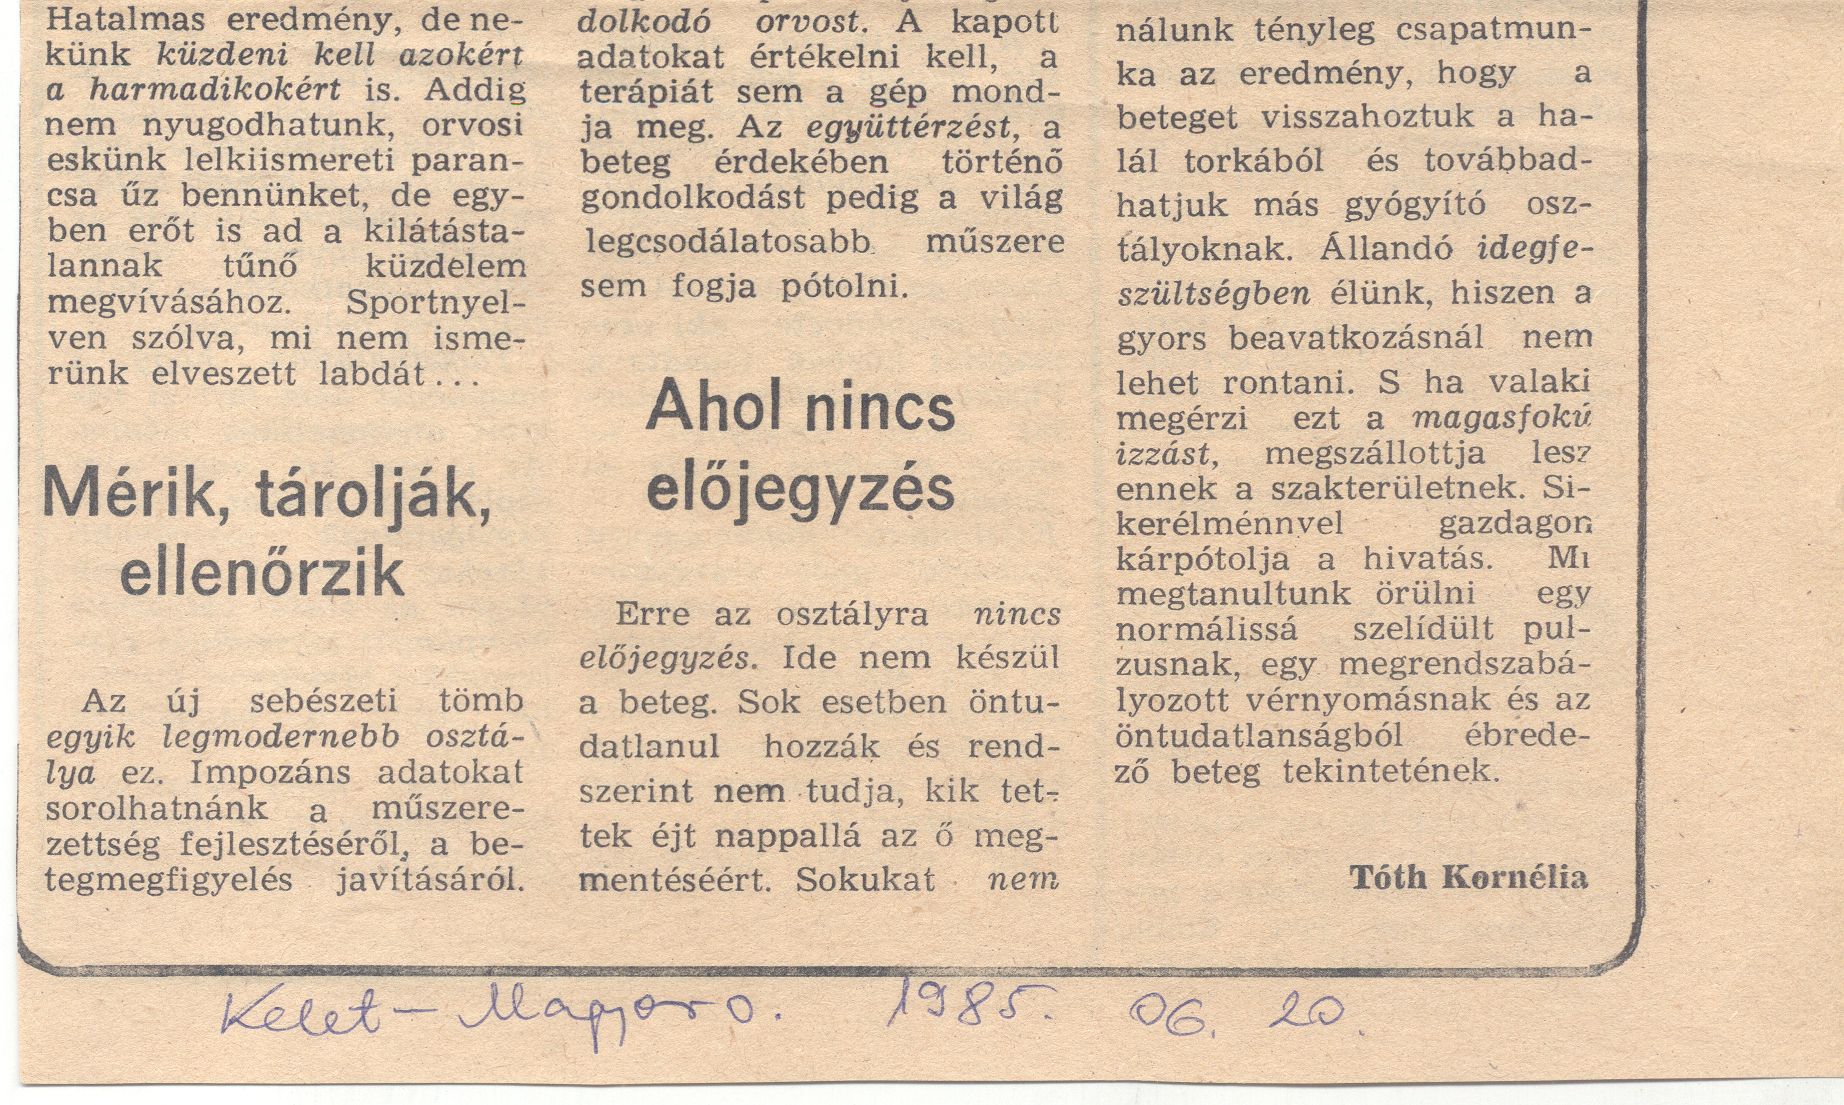 Hatalmas eredmény, de ne-
künk küzdeni kell azokért
a harmadikokért is. Addig
nem nyugodhatunk, orvosi
eskünk lelkiismereti paran-
csa űz bennünket, de egy-
ben erőt is ad a kilátásta-
lannak tűnő küzdelem
megvívásához. Sportnyel-
ven szólva, mi nem isme-
rünk elveszett labdát...
Mérik, tárolják,
ellenőrzik
Az új sebészeti tömb
egyik legmodernebb osztá-
lya ez. Impozáns adatokat
sorolhatnánk a műszere-
zettség fejlesztéséről, a be-
tegmegfigyelés javításáról.
dolkodó orvost. A kapott
adatokat értékelni kell, a
terápiát sem a gép mond-
ja meg. Az együttérzést, a
beteg érdekében történő
gondolkodást pedig a világ
legcsodálatosabb műszere
sem fogja pótolni.
Ahol nincs
előjegyzés
Erre az osztályra nincs
előjegyzés. Ide nem készül
a beteg. Sok esetben öntu-
datlanul hozzák és rend-
szerint nem tudja, kik tet-
tek éjt nappallá az ő meg-
mentéséért. Sokukat nem
nálunk tényleg csapatmun-
ka az eredmény, hogy a
beteget visszahoztuk a ha-
lál torkából és továbbad-
hatjuk más gyógyító osz-
tályoknak. Állandó idegfe-
szültségben élünk, hiszen a
gyors beavatkozásnál nem
lehet rontani. S ha valaki
megérzi ezt a magasfokú
izzást, megszállottja lesz
ennek a szakterületnek. Si-
kerélménnvel gazdagon
kárpótolja a hivatás. Mi
megtanultunk örülni egy
normálissá szelídült pul-
zusnak, egy megrendszabá-
lyozott vérnyomásnak és az
öntudatlanságból ébrede-
ző beteg tekintetének.
Tóth Kornélia
Kelet-Magyaro. 1985. 06. 20.